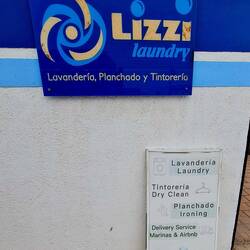 Lizzi
laundry
Lavandería, Planchado y Tintorería
Lavandería
Laundry
Tintorería
Dry Clean
Planchado
Ironing
Delivery Service
Marinas & Airbnb